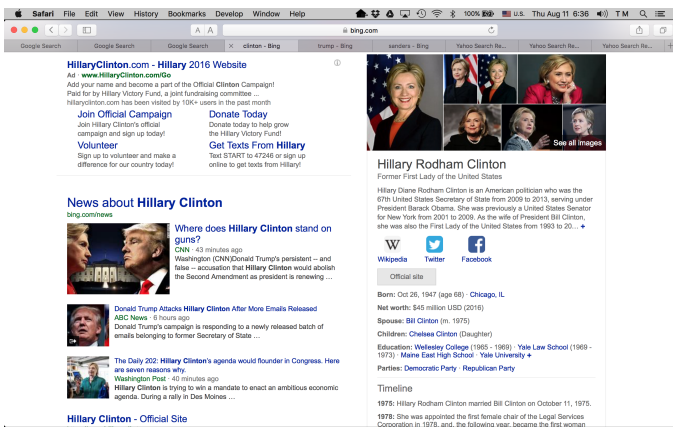 Safari File Edit View History Bookmarks Develop Window Help 100% U.S. Thu Aug 11 6:36 T M
A A bing.com
Google Search Google Search Google Search × clinton - Bing trump - Bing sanders - Bing Yahoo Search Re... Yahoo Search Re... Yahoo Search Re... +
HillaryClinton.com - Hillary 2016 Website
Ad · www.HillaryClinton.com/Go
Add your name and become a part of the Official Clinton Campaign!
Paid for by Hillary Victory Fund, a joint fundraising committee ...
hillaryclinton.com has been visited by 10K+ users in the past month
Join Official Campaign
Join Hillary Clinton's official
campaign and sign up today!
Donate Today
Donate today to help grow
the Hillary Victory Fund!
Volunteer
Sign up to volunteer and make a
difference for our country today!
Get Texts From Hillary
Text START to 47246 or sign up
online to get texts from Hillary!
News about Hillary Clinton
bing.com/news
Where does Hillary Clinton stand on
guns?
CNN · 43 minutes ago
Washington (CNN)Donald Trump's persistent -- and
false -- accusation that Hillary Clinton would abolish
the Second Amendment as president is renewing ...
Donald Trump Attacks Hillary Clinton After More Emails Released
ABC News · 6 hours ago
Donald Trump's campaign is responding to a newly released batch of
emails belonging to former Secretary of State ...
The Daily 202: Hillary Clinton's agenda would flounder in Congress. Here
are seven reasons why.
Washington Post · 40 minutes ago
Hillary Clinton is trying to win a mandate to enact an ambitious economic
agenda. During a rally in Des Moines ...
Hillary Clinton - Official Site
See all images
Hillary Rodham Clinton
Former First Lady of the United States
Hillary Diane Rodham Clinton is an American politician who was the
67th United States Secretary of State from 2009 to 2013, serving under
President Barack Obama. She was previously a United States Senator
for New York from 2001 to 2009. As the wife of President Bill Clinton,
she was also the First Lady of the United States from 1993 to 20... +
W
Wikipedia Twitter Facebook
Official site
Born: Oct 26, 1947 (age 68) · Chicago, IL
Net worth: $45 million USD (2016)
Spouse: Bill Clinton (m. 1975)
Children: Chelsea Clinton (Daughter)
Education: Wellesley College (1965 - 1969) · Yale Law School (1969 -
1973) · Maine East High School · Yale University +
Parties: Democratic Party · Republican Party
Timeline
1975: Hillary Rodham Clinton married Bill Clinton on October 11, 1975.
1978: She was appointed the first female chair of the Legal Services
Corporation in 1978, and, the following year, became the first woman